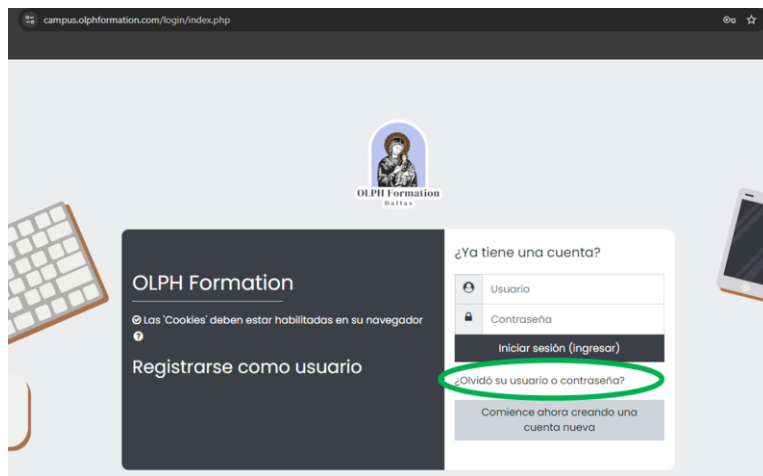 campus.olphformation.com/login/index.php
OLPH Formation
Dallas
OLPH Formation
Las 'Cookies' deben estar habilitadas en su navegador
Registrarse como usuario
¿Ya tiene una cuenta?
Usuario
Contraseña
Iniciar sesión (ingresar)
¿Olvidó su usuario o contraseña?
Comience ahora creando una
cuenta nueva